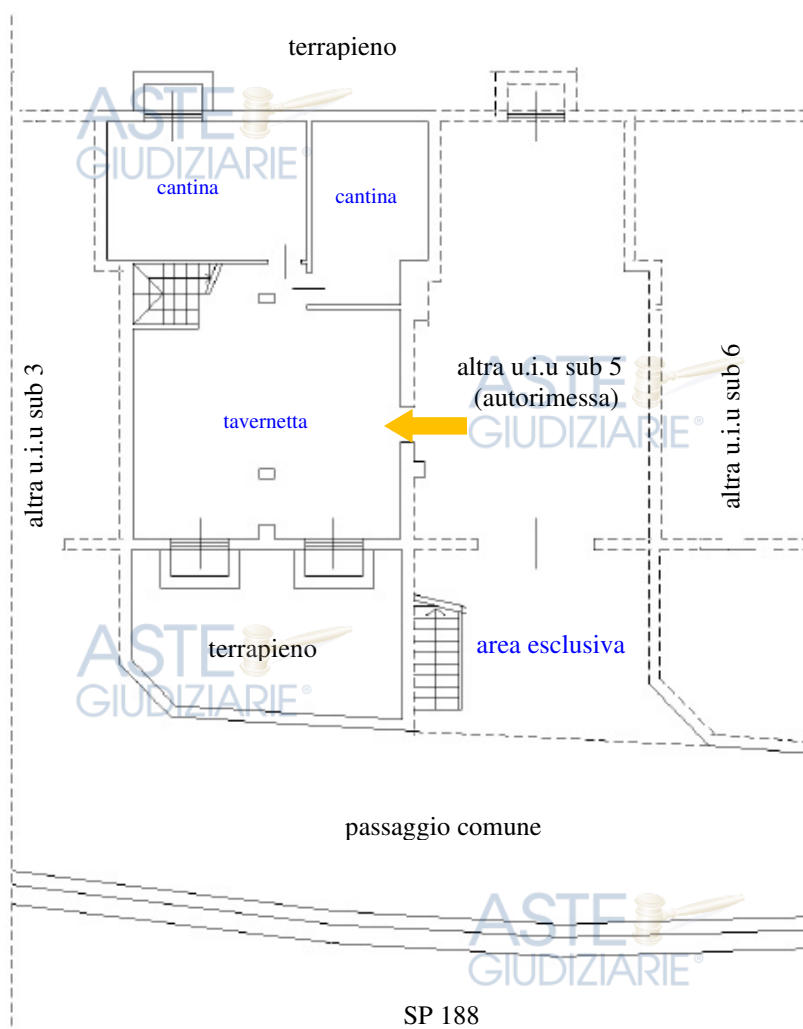 terrapieno
ASTE
GIUDIZIARIE®
cantina
cantina
altra u.i.u sub 3
altra u.i.u sub 5
(autorimessa)
ASTE
GIUDIZIARIE®
tavernetta
altra u.i.u sub 6
ASTE
GIUDIZIARIE®
terrapieno
area esclusiva
passaggio comune
ASTE
GIUDIZIARIE®
SP 188